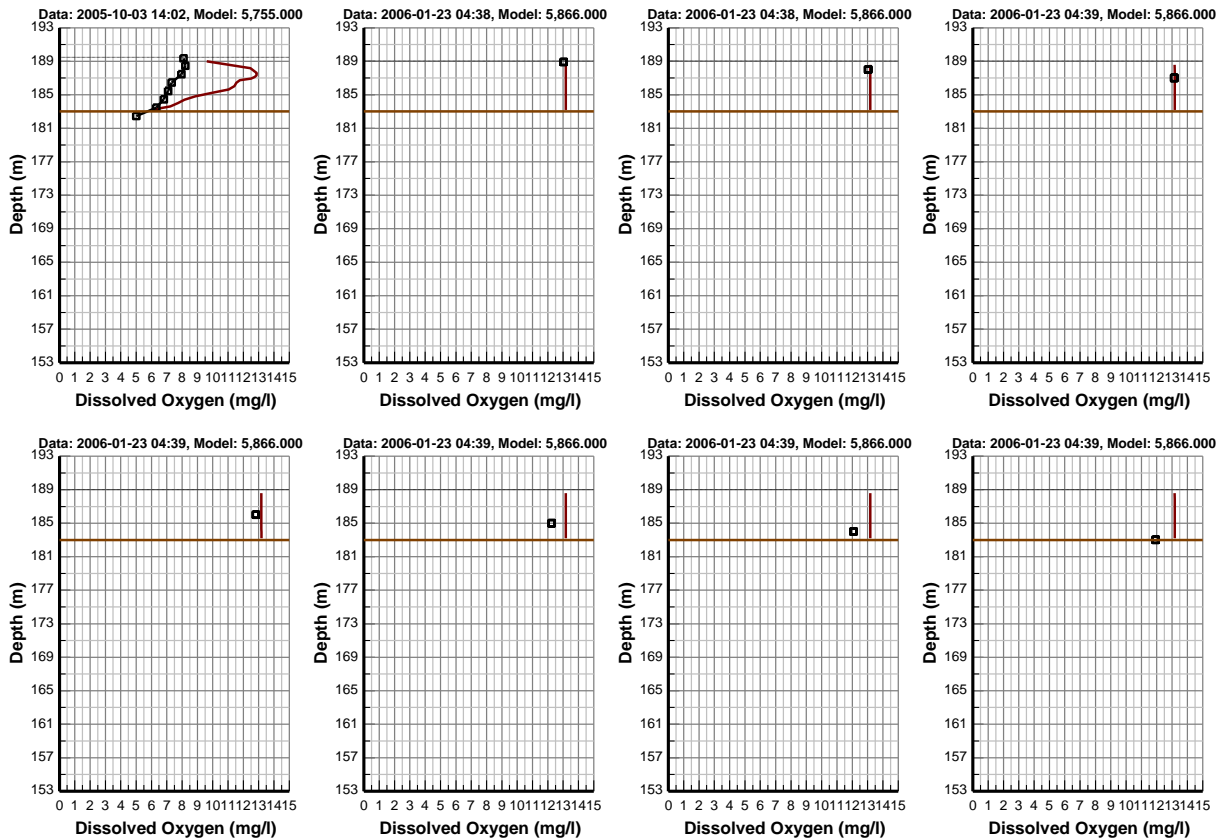 Data: 2005-10-03 14:02, Model: 5,755.000
193
189
185
181
177
173
169
165
161
157
153
Depth (m)
0 1 2 3 4 5 6 7 8 9 10 11 12 13 14 15
Dissolved Oxygen (mg/l)
Data: 2006-01-23 04:38, Model: 5,866.000
193
189
185
181
177
173
169
165
161
157
153
Depth (m)
0 1 2 3 4 5 6 7 8 9 10 11 12 13 14 15
Dissolved Oxygen (mg/l)
Data: 2006-01-23 04:38, Model: 5,866.000
193
189
185
181
177
173
169
165
161
157
153
Depth (m)
0 1 2 3 4 5 6 7 8 9 10 11 12 13 14 15
Dissolved Oxygen (mg/l)
Data: 2006-01-23 04:39, Model: 5,866.000
193
189
185
181
177
173
169
165
161
157
153
Depth (m)
0 1 2 3 4 5 6 7 8 9 10 11 12 13 14 15
Dissolved Oxygen (mg/l)
Data: 2006-01-23 04:39, Model: 5,866.000
193
189
185
181
177
173
169
165
161
157
153
Depth (m)
0 1 2 3 4 5 6 7 8 9 10 11 12 13 14 15
Dissolved Oxygen (mg/l)
Data: 2006-01-23 04:39, Model: 5,866.000
193
189
185
181
177
173
169
165
161
157
153
Depth (m)
0 1 2 3 4 5 6 7 8 9 10 11 12 13 14 15
Dissolved Oxygen (mg/l)
Data: 2006-01-23 04:39, Model: 5,866.000
193
189
185
181
177
173
169
165
161
157
153
Depth (m)
0 1 2 3 4 5 6 7 8 9 10 11 12 13 14 15
Dissolved Oxygen (mg/l)
Data: 2006-01-23 04:39, Model: 5,866.000
193
189
185
181
177
173
169
165
161
157
153
Depth (m)
0 1 2 3 4 5 6 7 8 9 10 11 12 13 14 15
Dissolved Oxygen (mg/l)